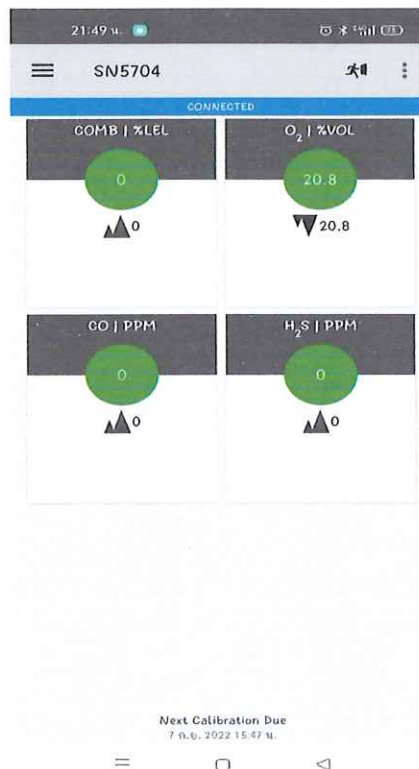 21:49 น.
SN5704
CONNECTED
COMB | %LEL
O₂ | %VOL
0
20.8
0
20.8
CO | PPM
H₂S | PPM
0
0
0
0
Next Calibration Due
7 ก.ย. 2022 15:47 น.